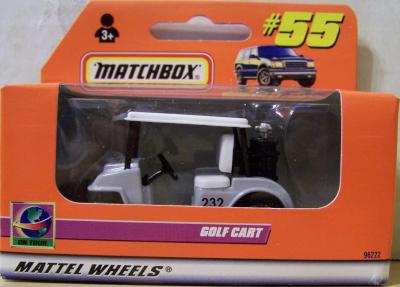 3+
#55
MATCHBOX®
232
GOLF CART
ON TOUR
96222
MATTEL WHEELS®